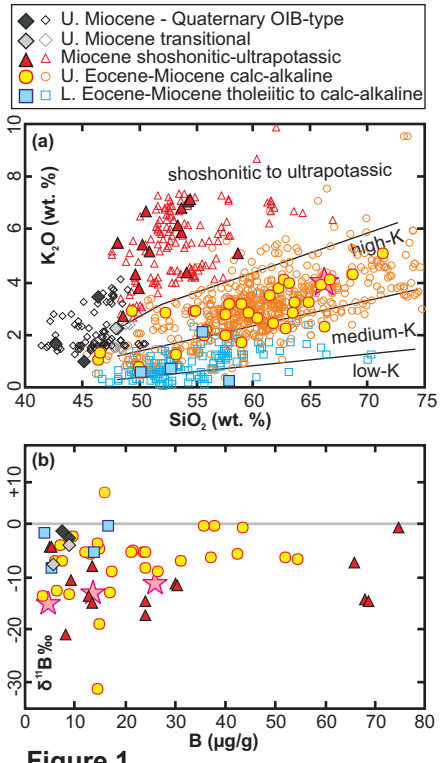 U. Miocene - Quaternary OIB-type
U. Miocene transitional
Miocene shoshonitic-ultrapotassic
U. Eocene-Miocene calc-alkaline
L. Eocene-Miocene tholeiitic to calc-alkaline
(a)
K₂O (wt. %)
10
8
6
4
2
0
shoshonitic to ultrapotassic
high-K
medium-K
low-K
45 50 55 60 65 70 75
SiO₂ (wt. %)
(b)
δ¹¹B ‰
+10
0
-10
-20
-30
0 10 20 30 40 50 60 70 80
B (µg/g)
Figure 1